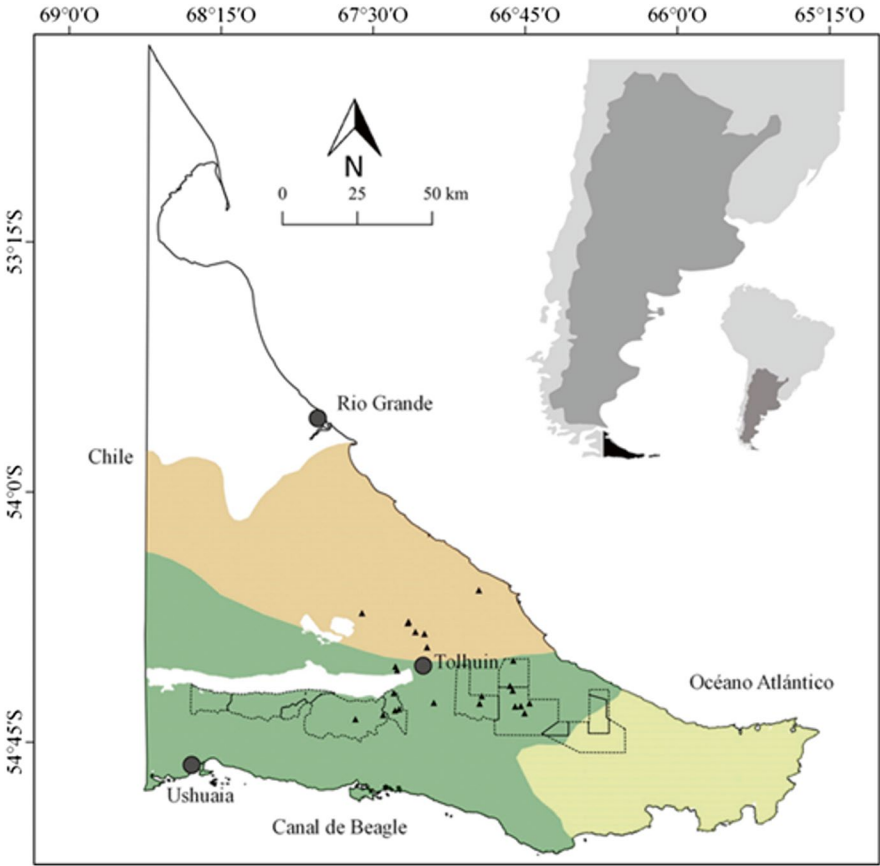 69°0'O 68°15'O 67°30'O 66°45'O 66°0'O 65°15'O
N
0 25 50 km
53°15'S
Rio Grande
Chile
54°0'S
Tolhuin
Océano Atlántico
54°45'S
Ushuaia
Canal de Beagle